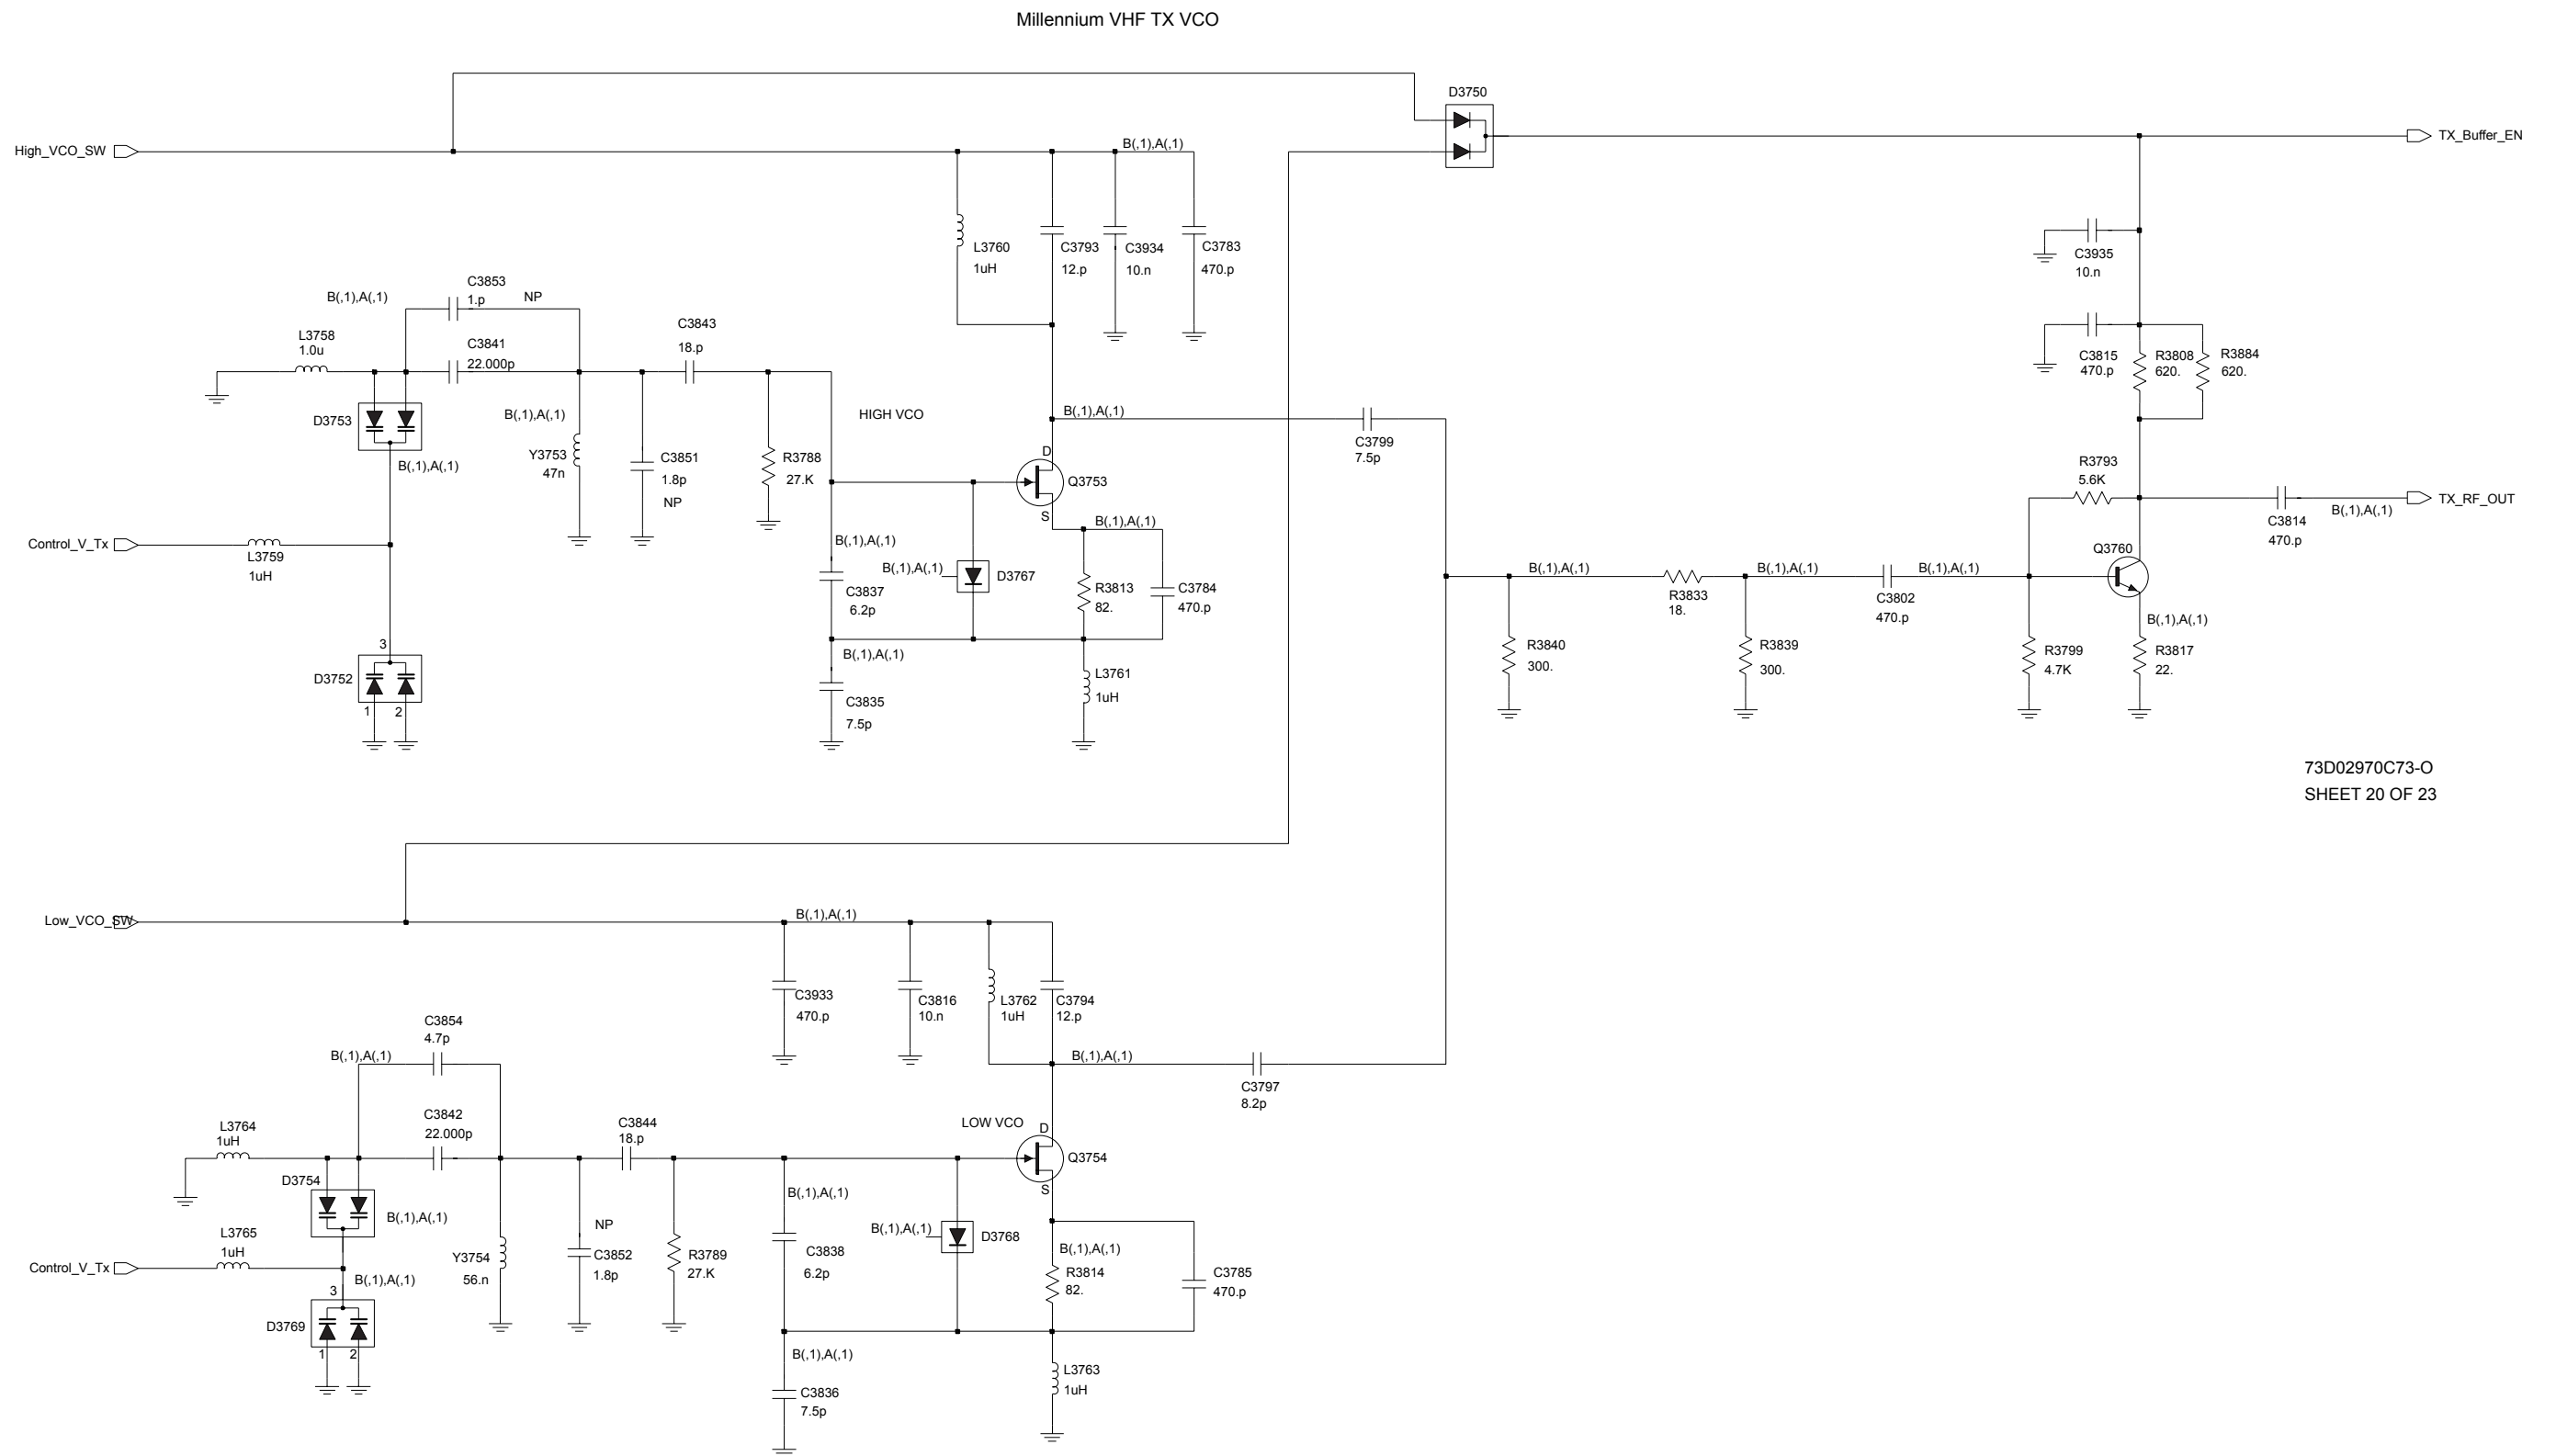 Millennium VHF TX VCO
D3750
High_VCO_SW
B(,1),A(,1)
TX_Buffer_EN
L3760
1uH
C3793
12.p
C3934
10.n
C3783
470.p
C3935
10.n
C3853
1.p
NP
B(,1),A(,1)
L3758
1.0u
C3841
22.000p
C3843
18.p
C3815
470.p
R3808
620.
R3884
620.
D3753
B(,1),A(,1)
HIGH VCO
B(,1),A(,1)
C3799
7.5p
Y3753
47n
C3851
1.8p
NP
R3788
27.K
B(,1),A(,1)
D
Q3753
S
R3793
5.6K
C3814
470.p
B(,1),A(,1)
TX_RF_OUT
Control_V_Tx
L3759
1uH
B(,1),A(,1)
B(,1),A(,1)
B(,1),A(,1)
D3767
C3837
6.2p
R3813
82.
C3784
470.p
B(,1),A(,1)
R3833
18.
B(,1),A(,1)
C3802
470.p
B(,1),A(,1)
Q3760
B(,1),A(,1)
3
D3752
1
2
B(,1),A(,1)
C3835
7.5p
L3761
1uH
R3840
300.
R3839
300.
R3799
4.7K
R3817
22.
73D02970C73-O
SHEET 20 OF 23
Low_VCO_SW
B(,1),A(,1)
C3933
470.p
C3816
10.n
L3762
1uH
C3794
12.p
C3854
4.7p
B(,1),A(,1)
B(,1),A(,1)
C3797
8.2p
L3764
1uH
C3842
22.000p
C3844
18.p
LOW VCO
D
Q3754
S
D3754
B(,1),A(,1)
B(,1),A(,1)
L3765
1uH
Control_V_Tx
B(,1),A(,1)
Y3754
56.n
NP
C3852
1.8p
R3789
27.K
C3838
6.2p
B(,1),A(,1)
D3768
B(,1),A(,1)
R3814
82.
C3785
470.p
3
D3769
1
2
B(,1),A(,1)
C3836
7.5p
L3763
1uH